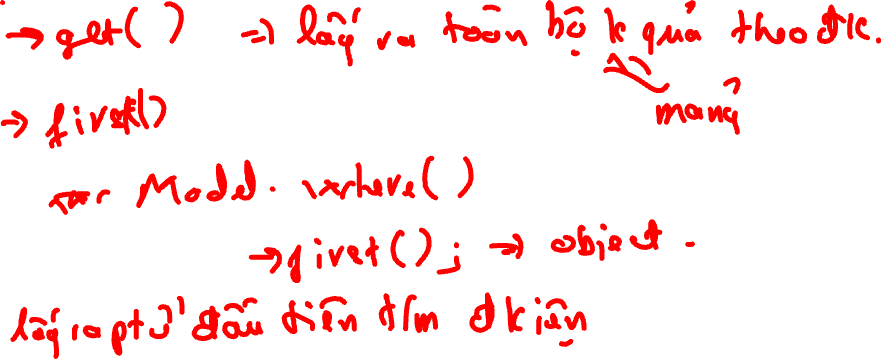 → get() => lấy ra toàn bộ k quả theo đk.
mảng
→ first()
Model. where()
→ first(); => object.
lấy ra ptử đầu tiên tìm đkiện